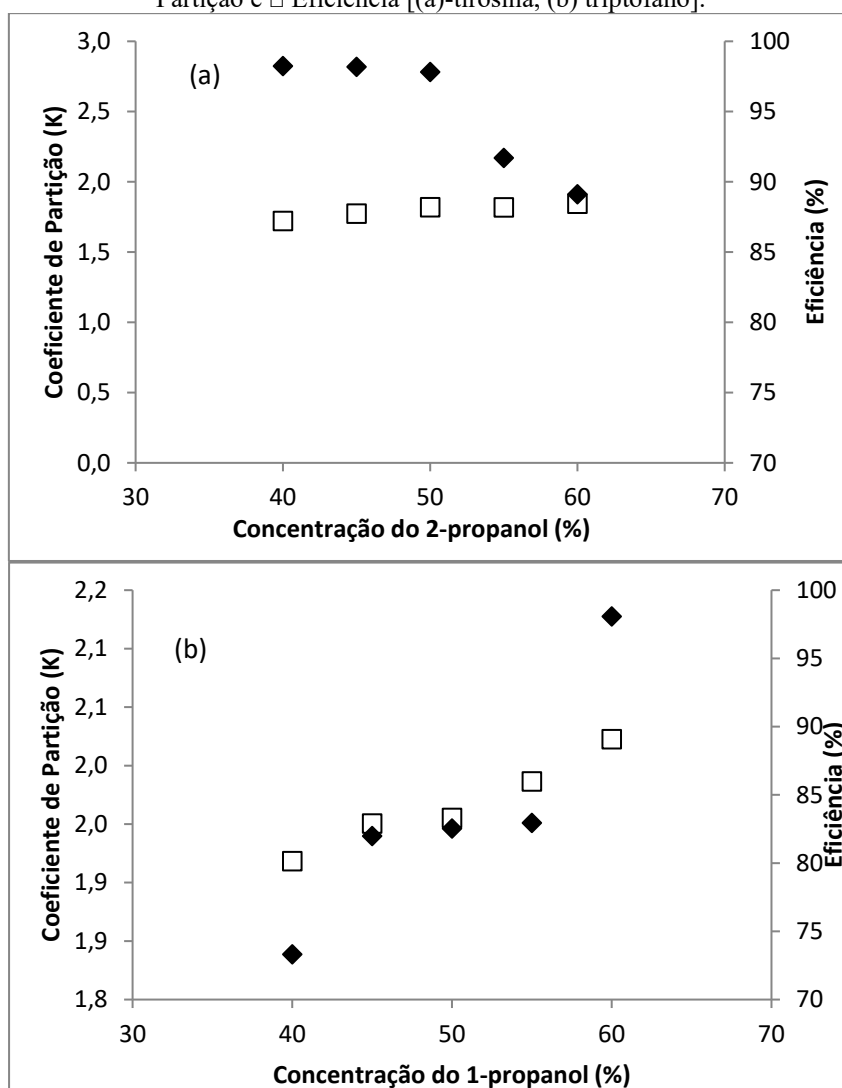 Partição e □ Eficiência [(a)-tirosina, (b) triptofano].
(a)
Coeficiente de Partição (K)
3,0
2,5
2,0
1,5
1,0
0,5
0,0
100
95
90
85
80
75
70
Eficiência (%)
30 40 50 60 70
Concentração do 2-propanol (%)
(b)
Coeficiente de Partição (K)
2,2
2,1
2,1
2,0
2,0
1,9
1,9
1,8
100
95
90
85
80
75
70
Eficiência (%)
30 40 50 60 70
Concentração do 1-propanol (%)